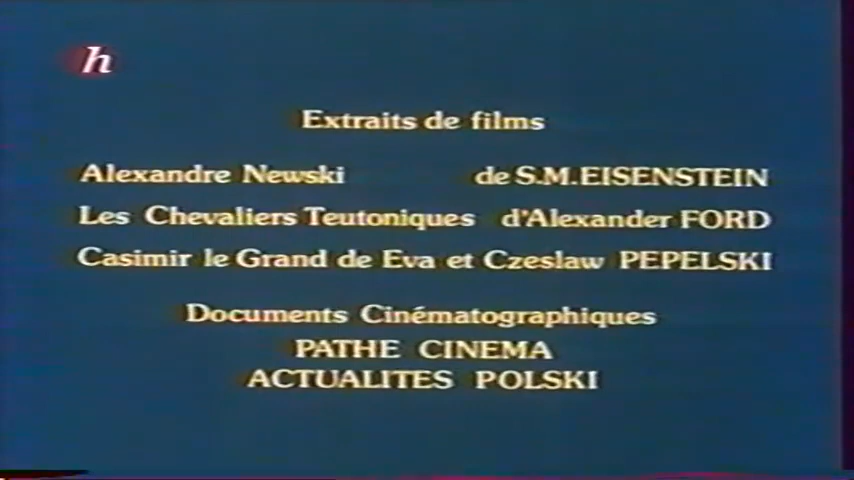 h
Extraits de films
Alexandre Newski de S.M.EISENSTEIN
Les Chevaliers Teutoniques d'Alexander FORD
Casimir le Grand de Eva et Czeslaw PEPELSKI
Documents Cinématographiques
PATHE CINEMA
ACTUALITES POLSKI